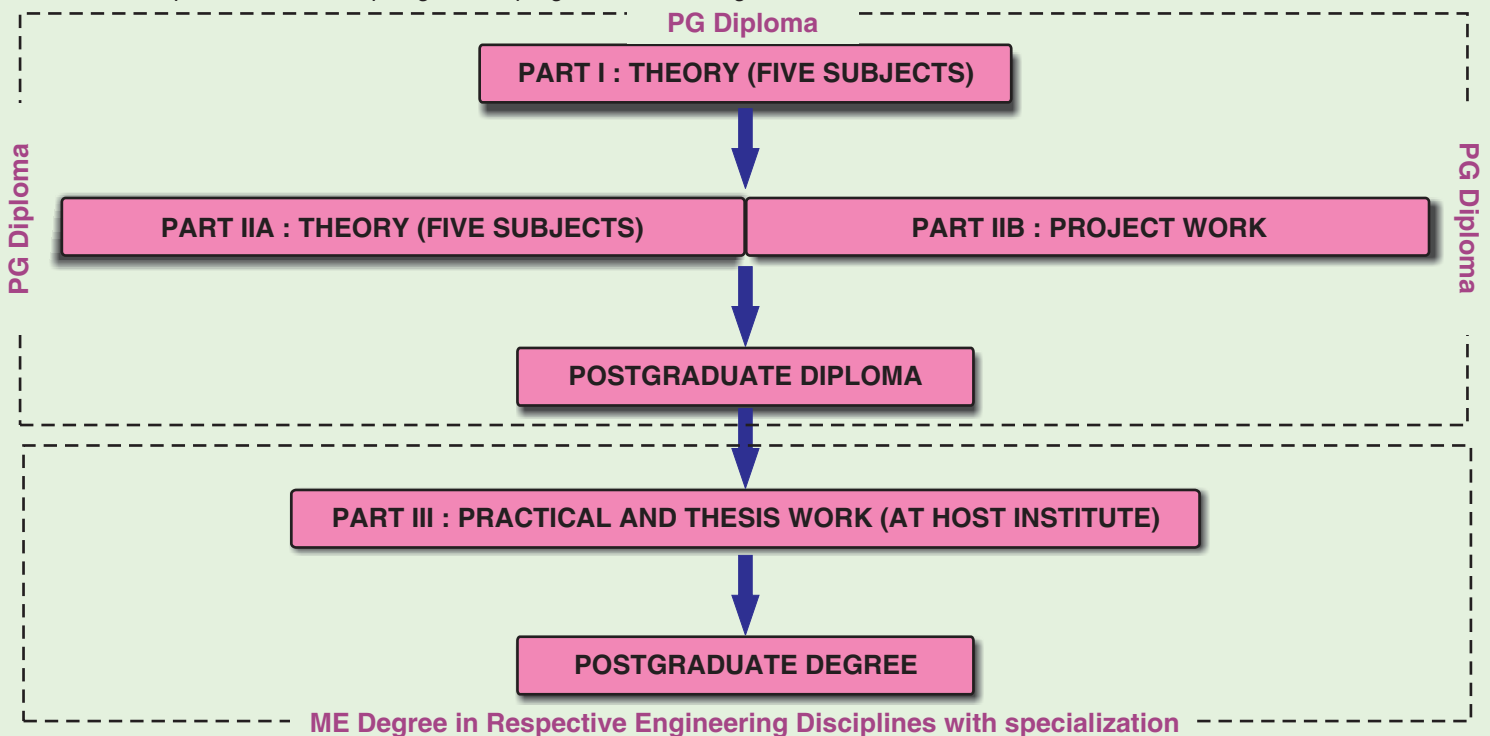 PG Diploma
PART I : THEORY (FIVE SUBJECTS)
PG Diploma
PG Diploma
PART IIA : THEORY (FIVE SUBJECTS)
PART IIB : PROJECT WORK
POSTGRADUATE DIPLOMA
PART III : PRACTICAL AND THESIS WORK (AT HOST INSTITUTE)
POSTGRADUATE DEGREE
ME Degree in Respective Engineering Disciplines with specialization